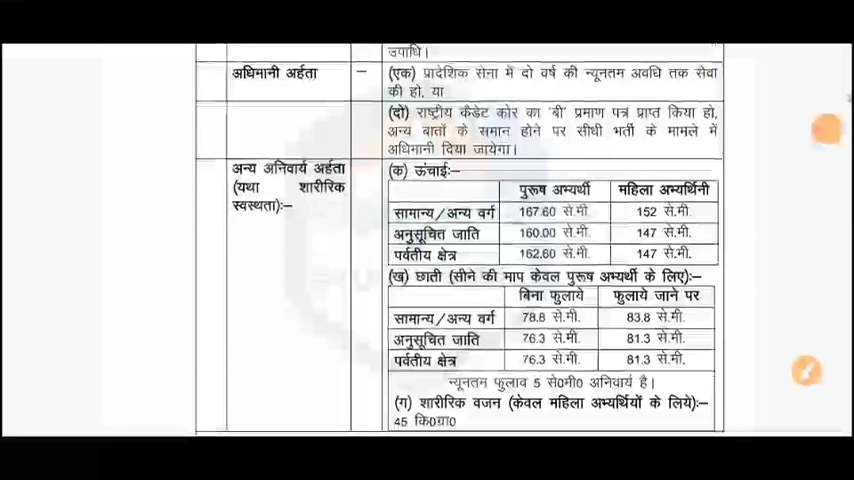 उपाधि।
अधिमानी अर्हता – (एक) प्रादेशिक सेना में दो वर्ष की न्यूनतम अवधि तक सेवा
की हो, या
(दो) राष्ट्रीय कैडेट कोर का 'बी' प्रमाण पत्र प्राप्त किया हो,
अन्य बातों के समान होने पर सीधी भर्ती के मामले में
अधिमानी दिया जायेगा।
अन्य अनिवार्य अर्हता
(यथा शारीरिक
स्वस्थता):–
(क) ऊंचाई:–
पुरूष अभ्यर्थी महिला अभ्यर्थिनी
सामान्य/अन्य वर्ग 167.60 से.मी. 152 से.मी.
अनुसूचित जाति 160.00 से.मी. 147 से.मी.
पर्वतीय क्षेत्र 162.60 से.मी. 147 से.मी.
(ख) छाती (सीने की माप केवल पुरूष अभ्यर्थी के लिए):–
बिना फुलाये फुलाये जाने पर
सामान्य/अन्य वर्ग 78.8 से.मी. 83.8 से.मी.
अनुसूचित जाति 76.3 से.मी. 81.3 से.मी.
पर्वतीय क्षेत्र 76.3 से.मी. 81.3 से.मी.
न्यूनतम फुलाव 5 से0मी0 अनिवार्य है।
(ग) शारीरिक वजन (केवल महिला अभ्यर्थियों के लिये):–
45 कि0ग्रा0